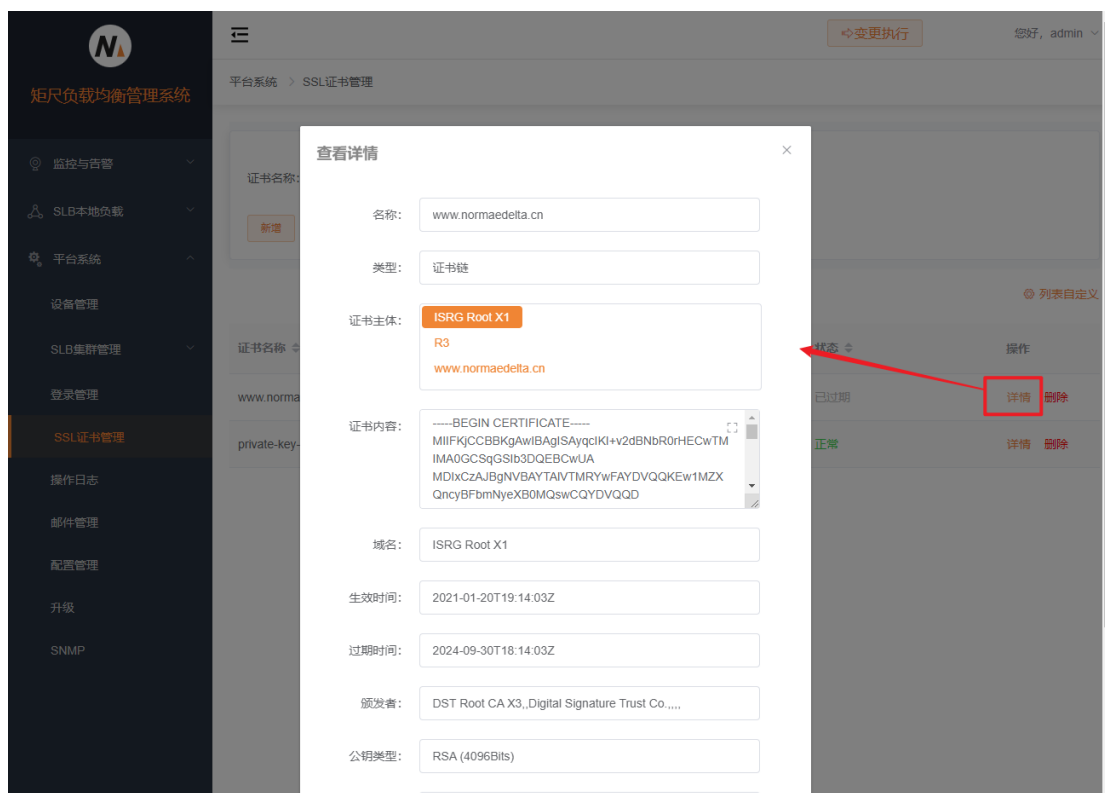 变更执行
您好，admin
矩尺负载均衡管理系统
平台系统 > SSL证书管理
监控与告警
SLB本地负载
平台系统
设备管理
SLB集群管理
登录管理
SSL证书管理
操作日志
邮件管理
配置管理
升级
SNMP
证书名称:
新增
列表自定义
证书名称
状态
操作
www.norma
已过期
详情 删除
private-key-
正常
详情 删除
查看详情
名称: www.normaedelta.cn
类型: 证书链
证书主体: ISRG Root X1
R3
www.normaedelta.cn
证书内容: -----BEGIN CERTIFICATE-----
MIIFKjCCBBKgAwIBAgISAyqcIKI+v2dBNbR0rHECwTM
IMA0GCSqGSIb3DQEBCwUA
MDIxCzAJBgNVBAYTAlVTMRYwFAYDVQQKEw1MZX
QncyBFbmNyeXB0MQswCQYDVQQD
域名: ISRG Root X1
生效时间: 2021-01-20T19:14:03Z
过期时间: 2024-09-30T18:14:03Z
颁发者: DST Root CA X3,,Digital Signature Trust Co.,,,,
公钥类型: RSA (4096Bits)